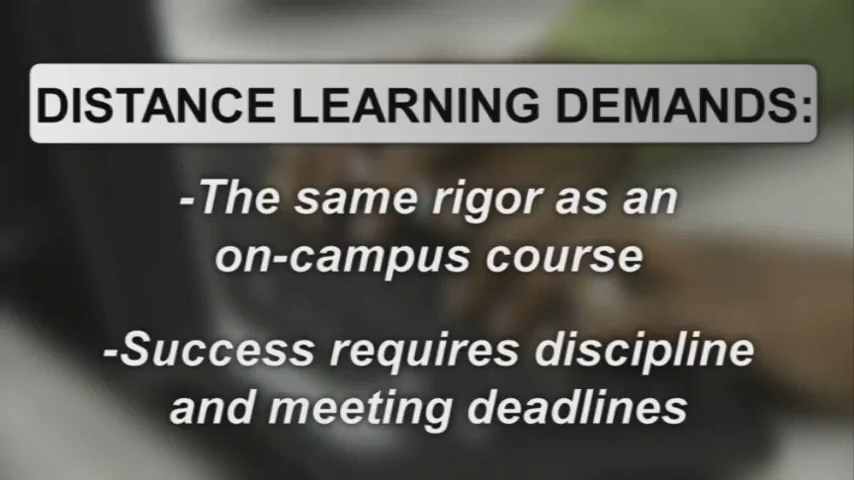 DISTANCE LEARNING DEMANDS:
-The same rigor as an
on-campus course
-Success requires discipline
and meeting deadlines